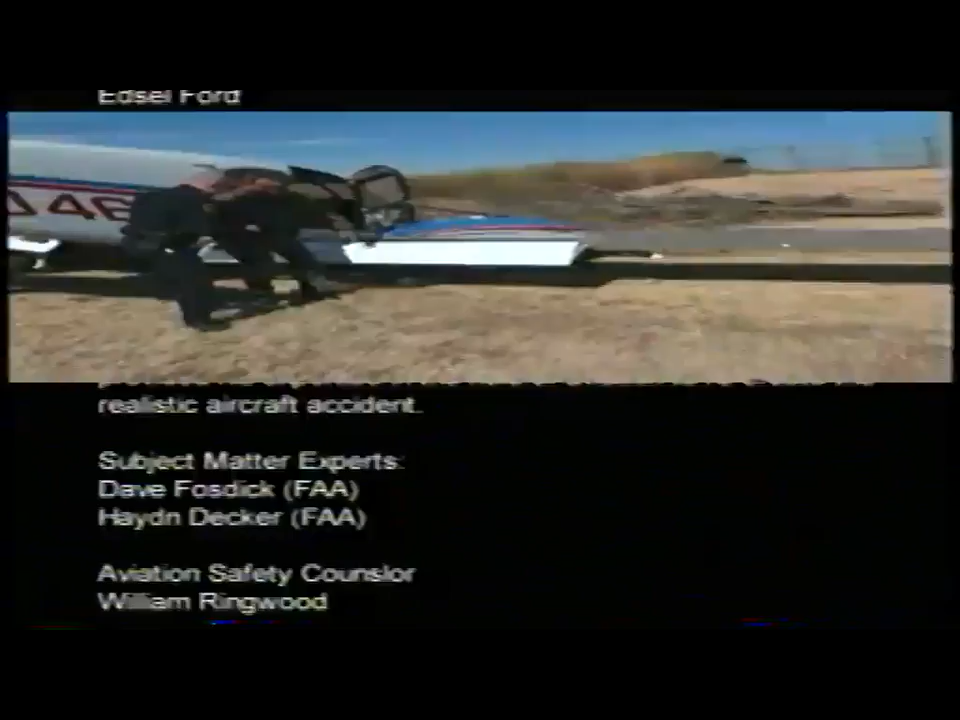 Edsel Ford
A46
realistic aircraft accident.
Subject Matter Experts:
Dave Fosdick (FAA)
Haydn Decker (FAA)
Aviation Safety Counslor
William Ringwood